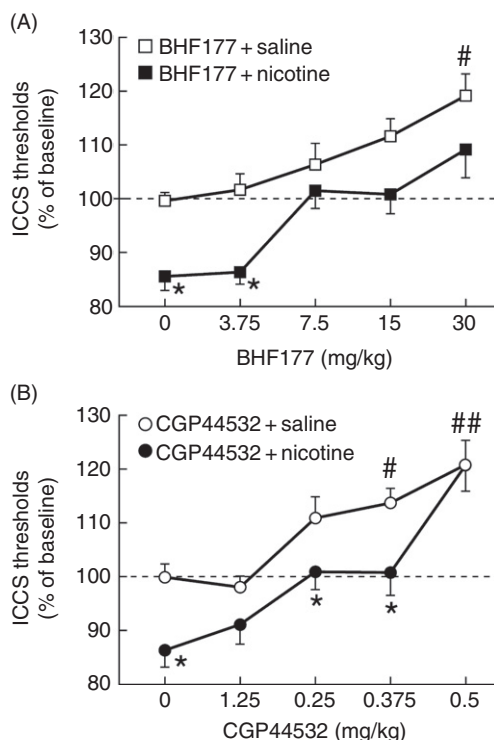 (A)
130
120
110
100
90
80
ICCS thresholds
(% of baseline)
BHF177 + saline
BHF177 + nicotine
#
*
*
0 3.75 7.5 15 30
BHF177 (mg/kg)
(B)
130
120
110
100
90
80
ICCS thresholds
(% of baseline)
CGP44532 + saline
CGP44532 + nicotine
##
#
*
*
*
0 1.25 0.25 0.375 0.5
CGP44532 (mg/kg)